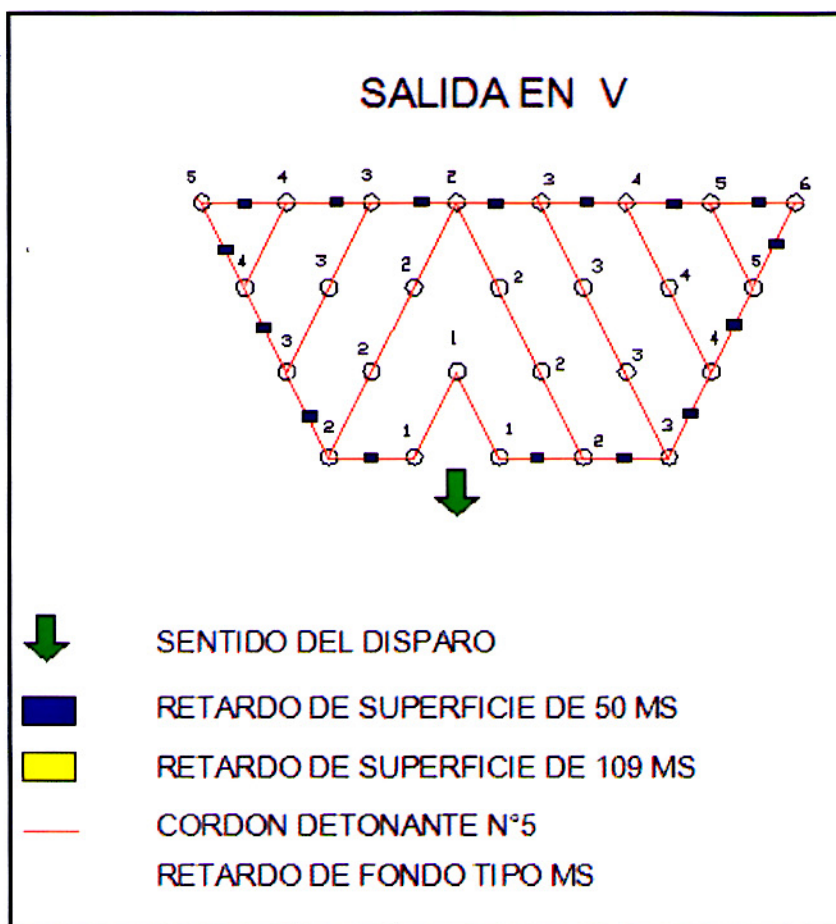 SALIDA EN V
5 4 3 2 3 4 5 6
4 3 2 2 3 4 5
3 2 1 2 3 4
2 1 1 2 3
SENTIDO DEL DISPARO
RETARDO DE SUPERFICIE DE 50 MS
RETARDO DE SUPERFICIE DE 109 MS
CORDON DETONANTE N°5
RETARDO DE FONDO TIPO MS